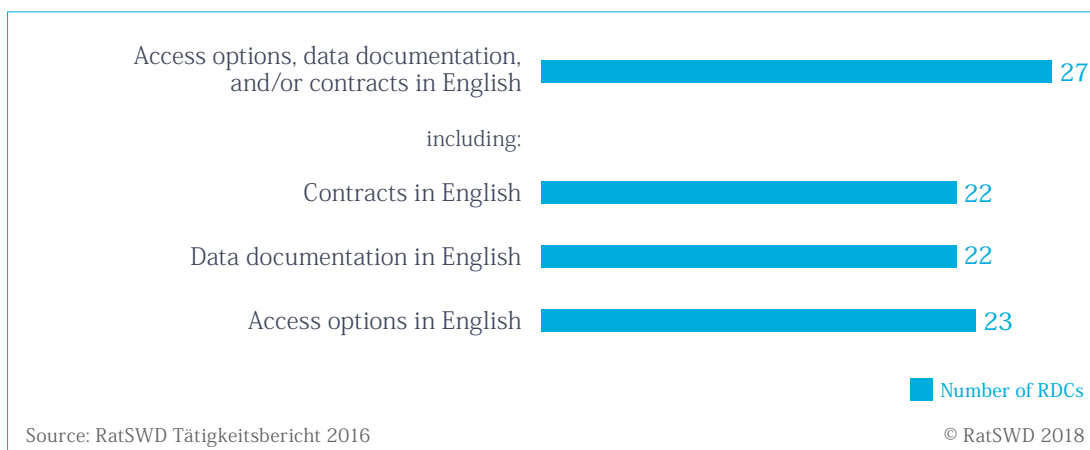 Access options, data documentation,
and/or contracts in English
27
including:
Contracts in English
22
Data documentation in English
22
Access options in English
23
Number of RDCs
Source: RatSWD Tätigkeitsbericht 2016
© RatSWD 2018